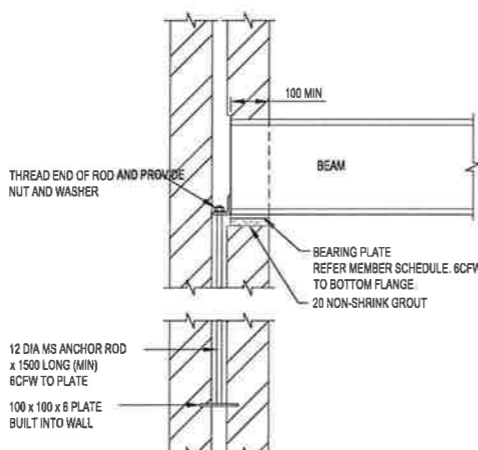 100 MIN
THREAD END OF ROD AND PROVIDE
NUT AND WASHER
BEAM
BEARING PLATE
REFER MEMBER SCHEDULE. 6CFW
TO BOTTOM FLANGE.
20 NON-SHRINK GROUT
12 DIA MS ANCHOR ROD
x 1500 LONG (MIN)
6CFW TO PLATE
100 x 100 x 6 PLATE
BUILT INTO WALL